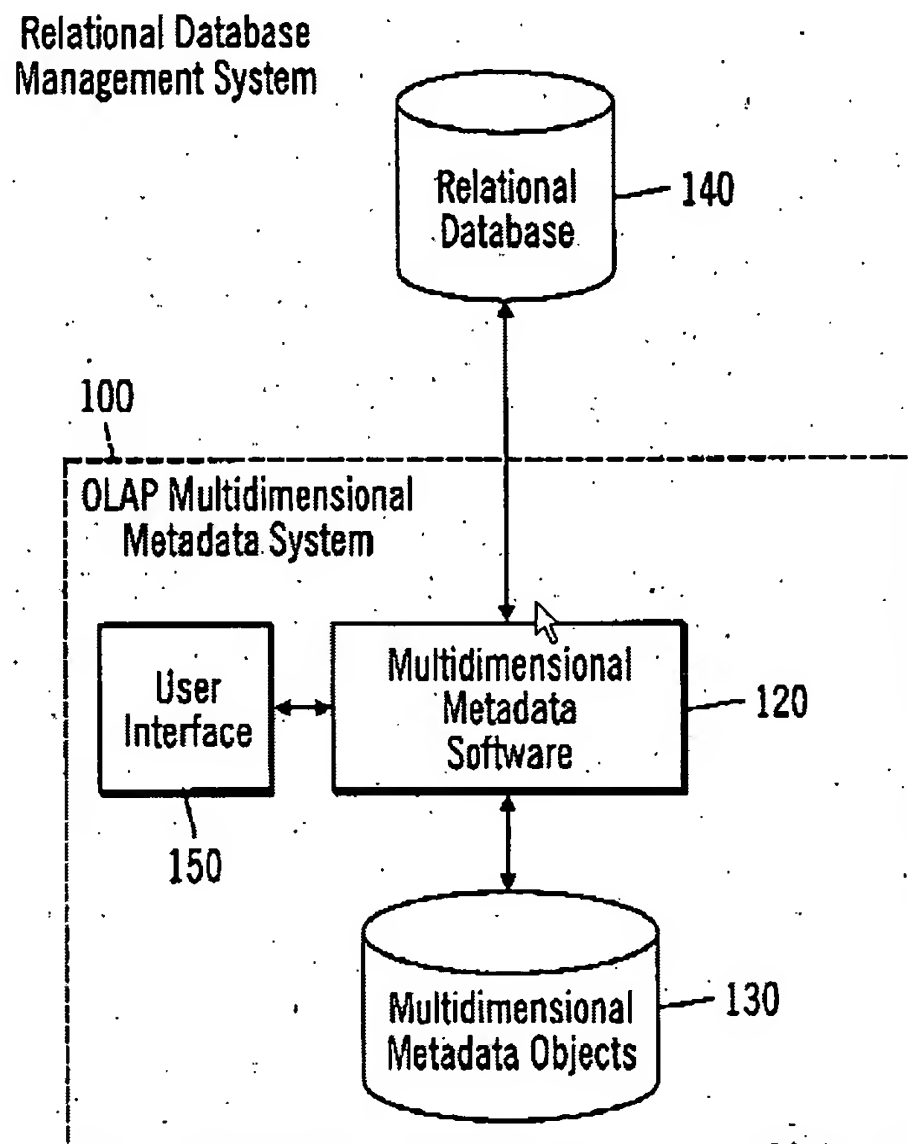 Relational Database
Management System
Relational
Database
140
100
OLAP Multidimensional
Metadata System
User
Interface
Multidimensional
Metadata
Software
120
150
Multidimensional
Metadata Objects
130